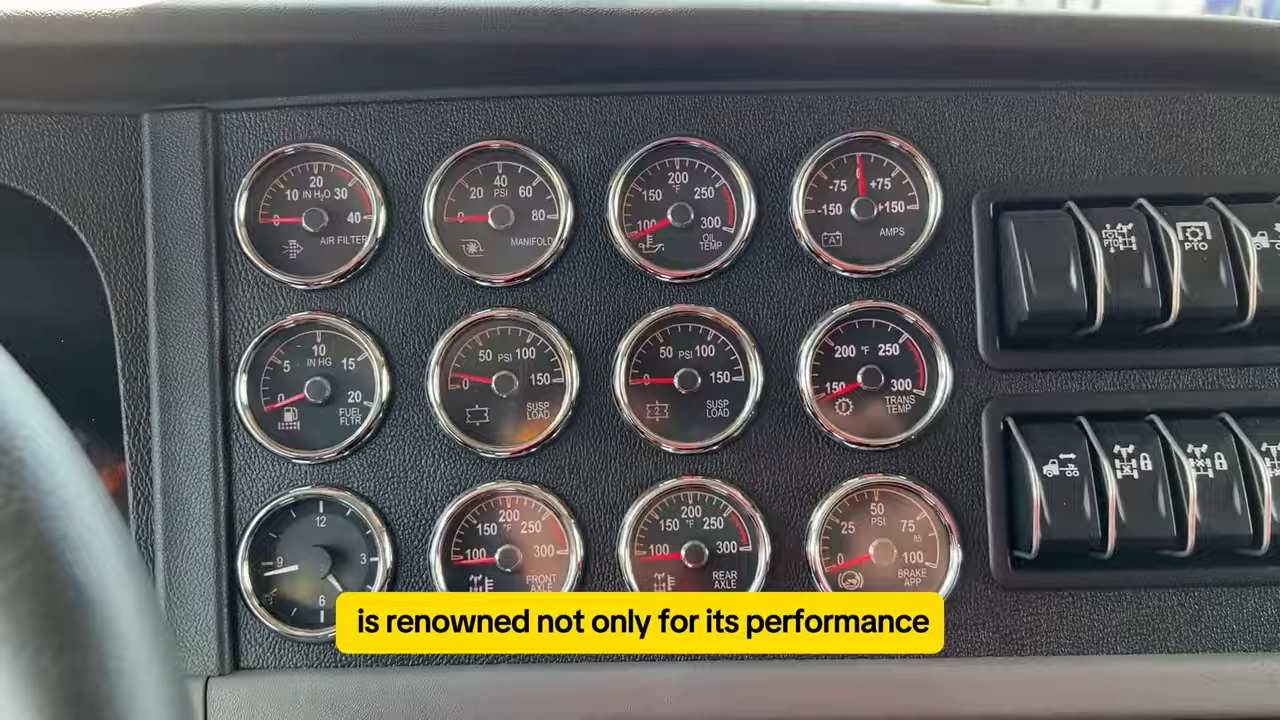 20
10 IN H₂O 30
0 40
AIR FILTER
40
20 PSI 60
0 80
MANIFOLD
200
150 °F 250
100 300
OIL
TEMP
-75 +75
-150 +150
A
AMPS
PTO
PTO
10
5 IN HG 15
0 20
FUEL
FLTR
50 PSI 100
0 150
SUSP
LOAD
50 PSI 100
0 150
2
SUSP
LOAD
200 °F 250
150 300
TRANS
TEMP
12
9 3
6
200
150 °F 250
100 300
FRONT
AXLE
200
150 °F 250
100 300
REAR
AXLE
50
25 PSI 75
85
0 100
BRAKE
APP
is renowned not only for its performance